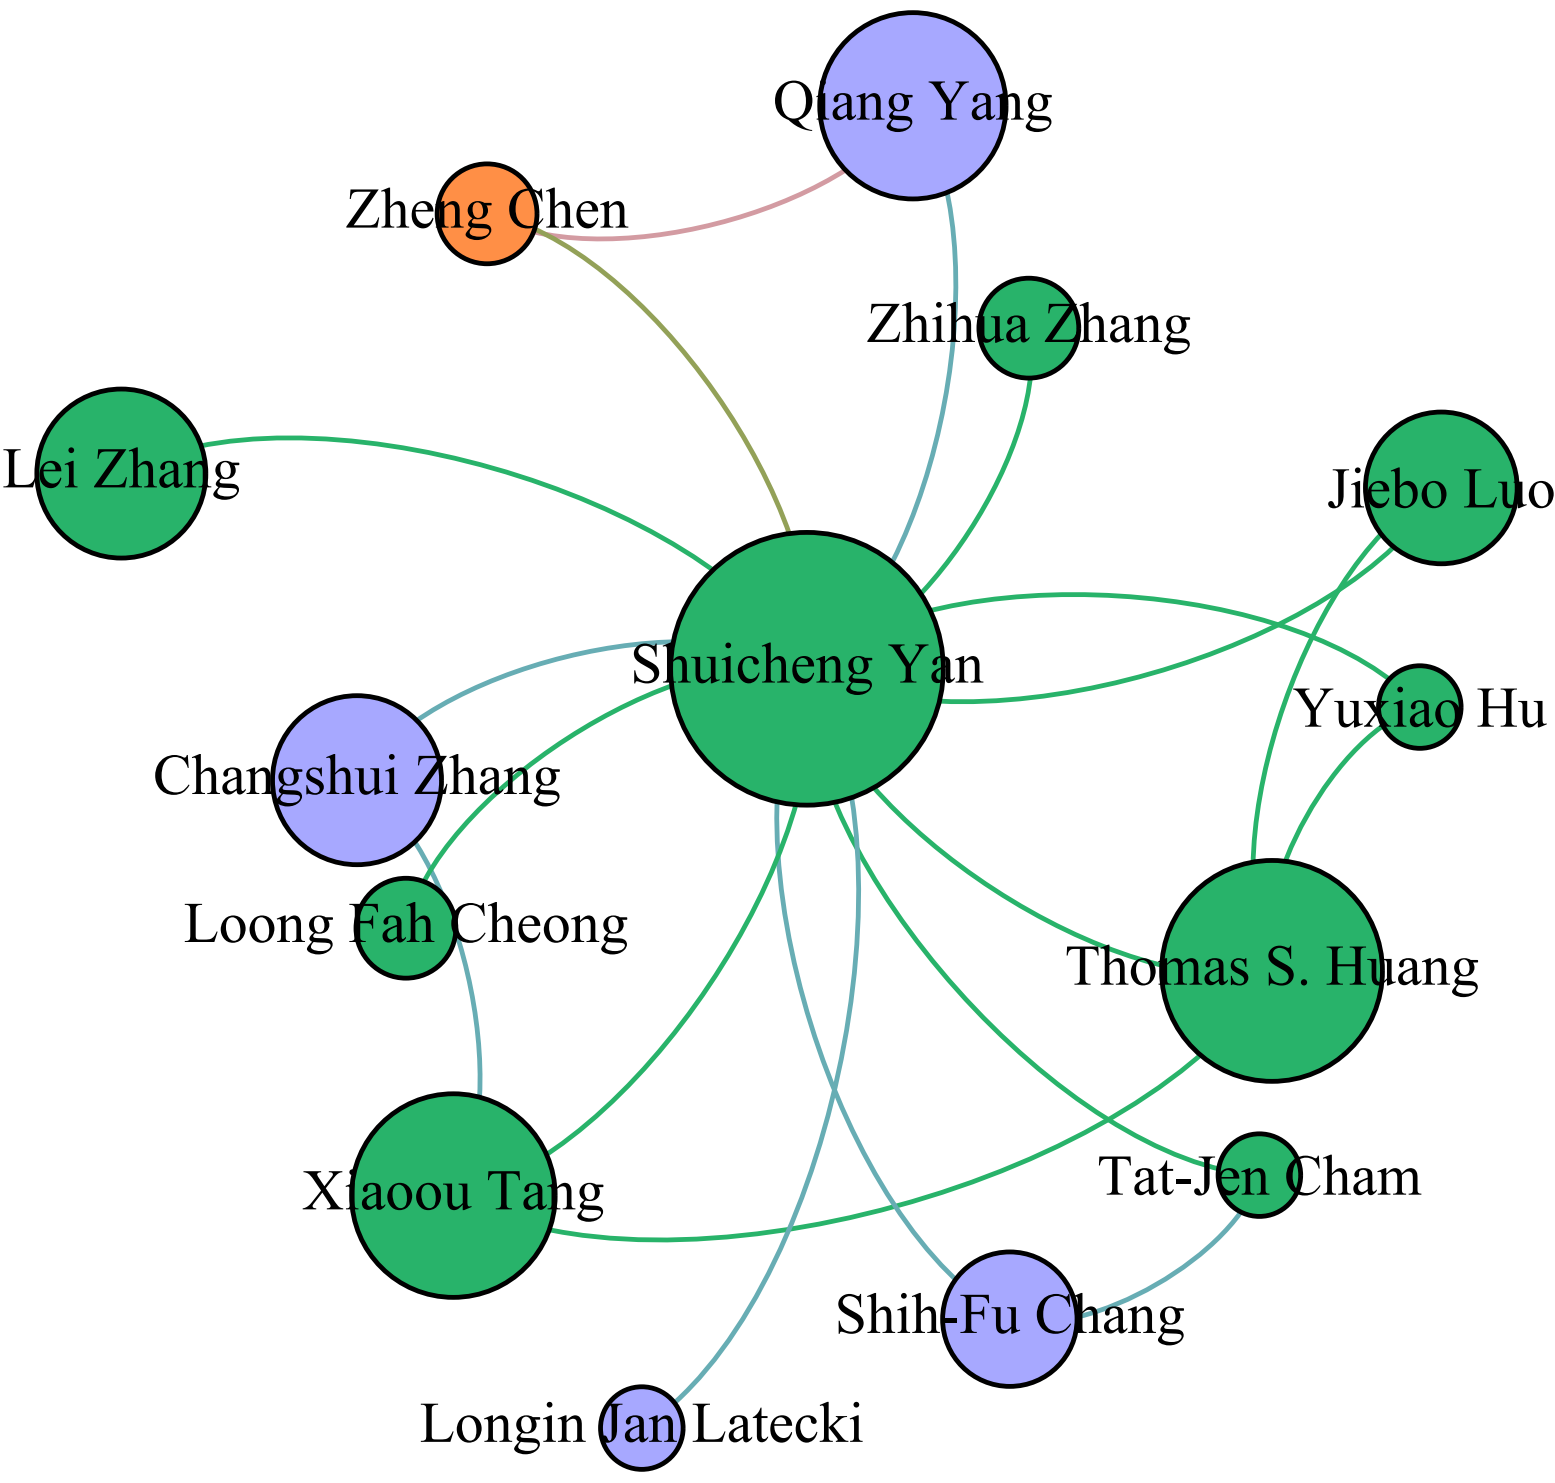 Qiang Yang
Zheng Chen
Zhihua Zhang
Lei Zhang
Jiebo Luo
Shuicheng Yan
Yuxiao Hu
Changshui Zhang
Loong Fah Cheong
Thomas S. Huang
Xiaoou Tang
Tat-Jen Cham
Shih-Fu Chang
Longin Jan Latecki